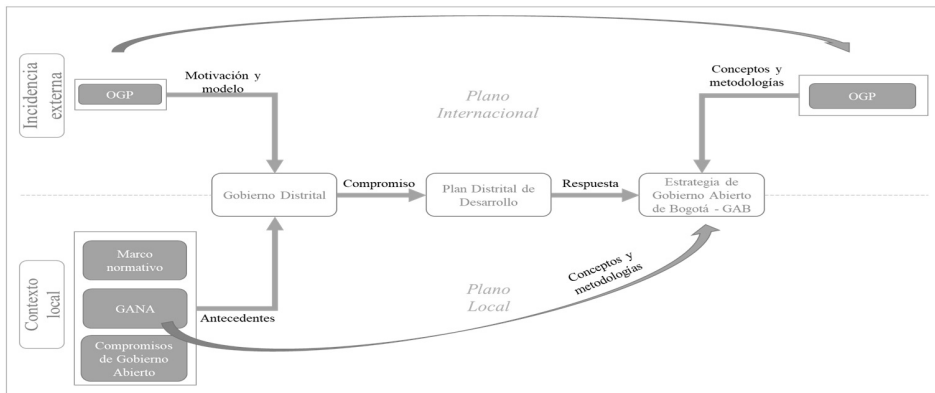 Incidencia
externa
OGP
Motivación y
modelo
Plano
Internacional
Conceptos y
metodologías
OGP
Gobierno Distrital
Compromiso
Plan Distrital de
Desarrollo
Respuesta
Estrategia de
Gobierno Abierto
de Bogotá - GAB
Contexto
local
Marco
normativo
GANA
Compromisos
de Gobierno
Abierto
Antecedentes
Plano
Local
Conceptos y
metodologías